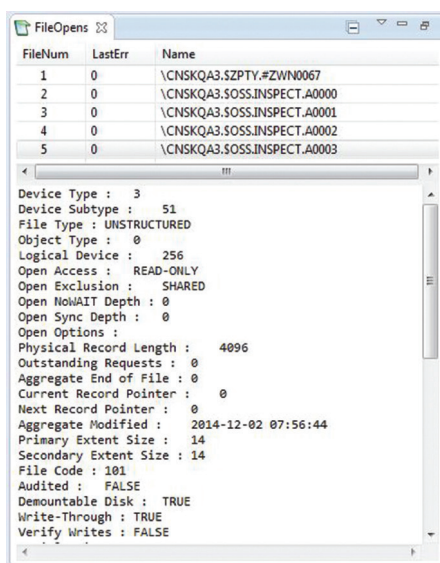 FileOpens
FileNum LastErr Name
1 0 \CNSKQA3.$ZPTY.#ZWN0067
2 0 \CNSKQA3.$OSS.INSPECT.A0000
3 0 \CNSKQA3.$OSS.INSPECT.A0001
4 0 \CNSKQA3.$OSS.INSPECT.A0002
5 0 \CNSKQA3.$OSS.INSPECT.A0003
Device Type : 3
Device Subtype : 51
File Type : UNSTRUCTURED
Object Type : 0
Logical Device : 256
Open Access : READ-ONLY
Open Exclusion : SHARED
Open NoWAIT Depth : 0
Open Sync Depth : 0
Open Options :
Physical Record Length : 4096
Outstanding Requests : 0
Aggregate End of File : 0
Current Record Pointer : 0
Next Record Pointer : 0
Aggregate Modified : 2014-12-02 07:56:44
Primary Extent Size : 14
Secondary Extent Size : 14
File Code : 101
Audited : FALSE
Demountable Disk : TRUE
Write-Through : TRUE
Verify Writes : FALSE